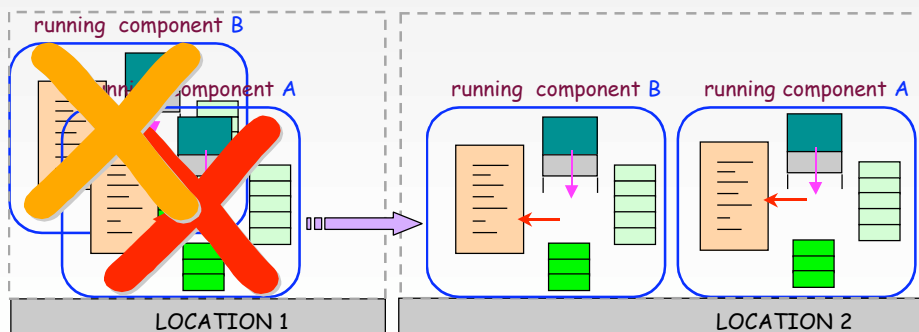 running component B
running component A
running component B
running component A
LOCATION 1
LOCATION 2